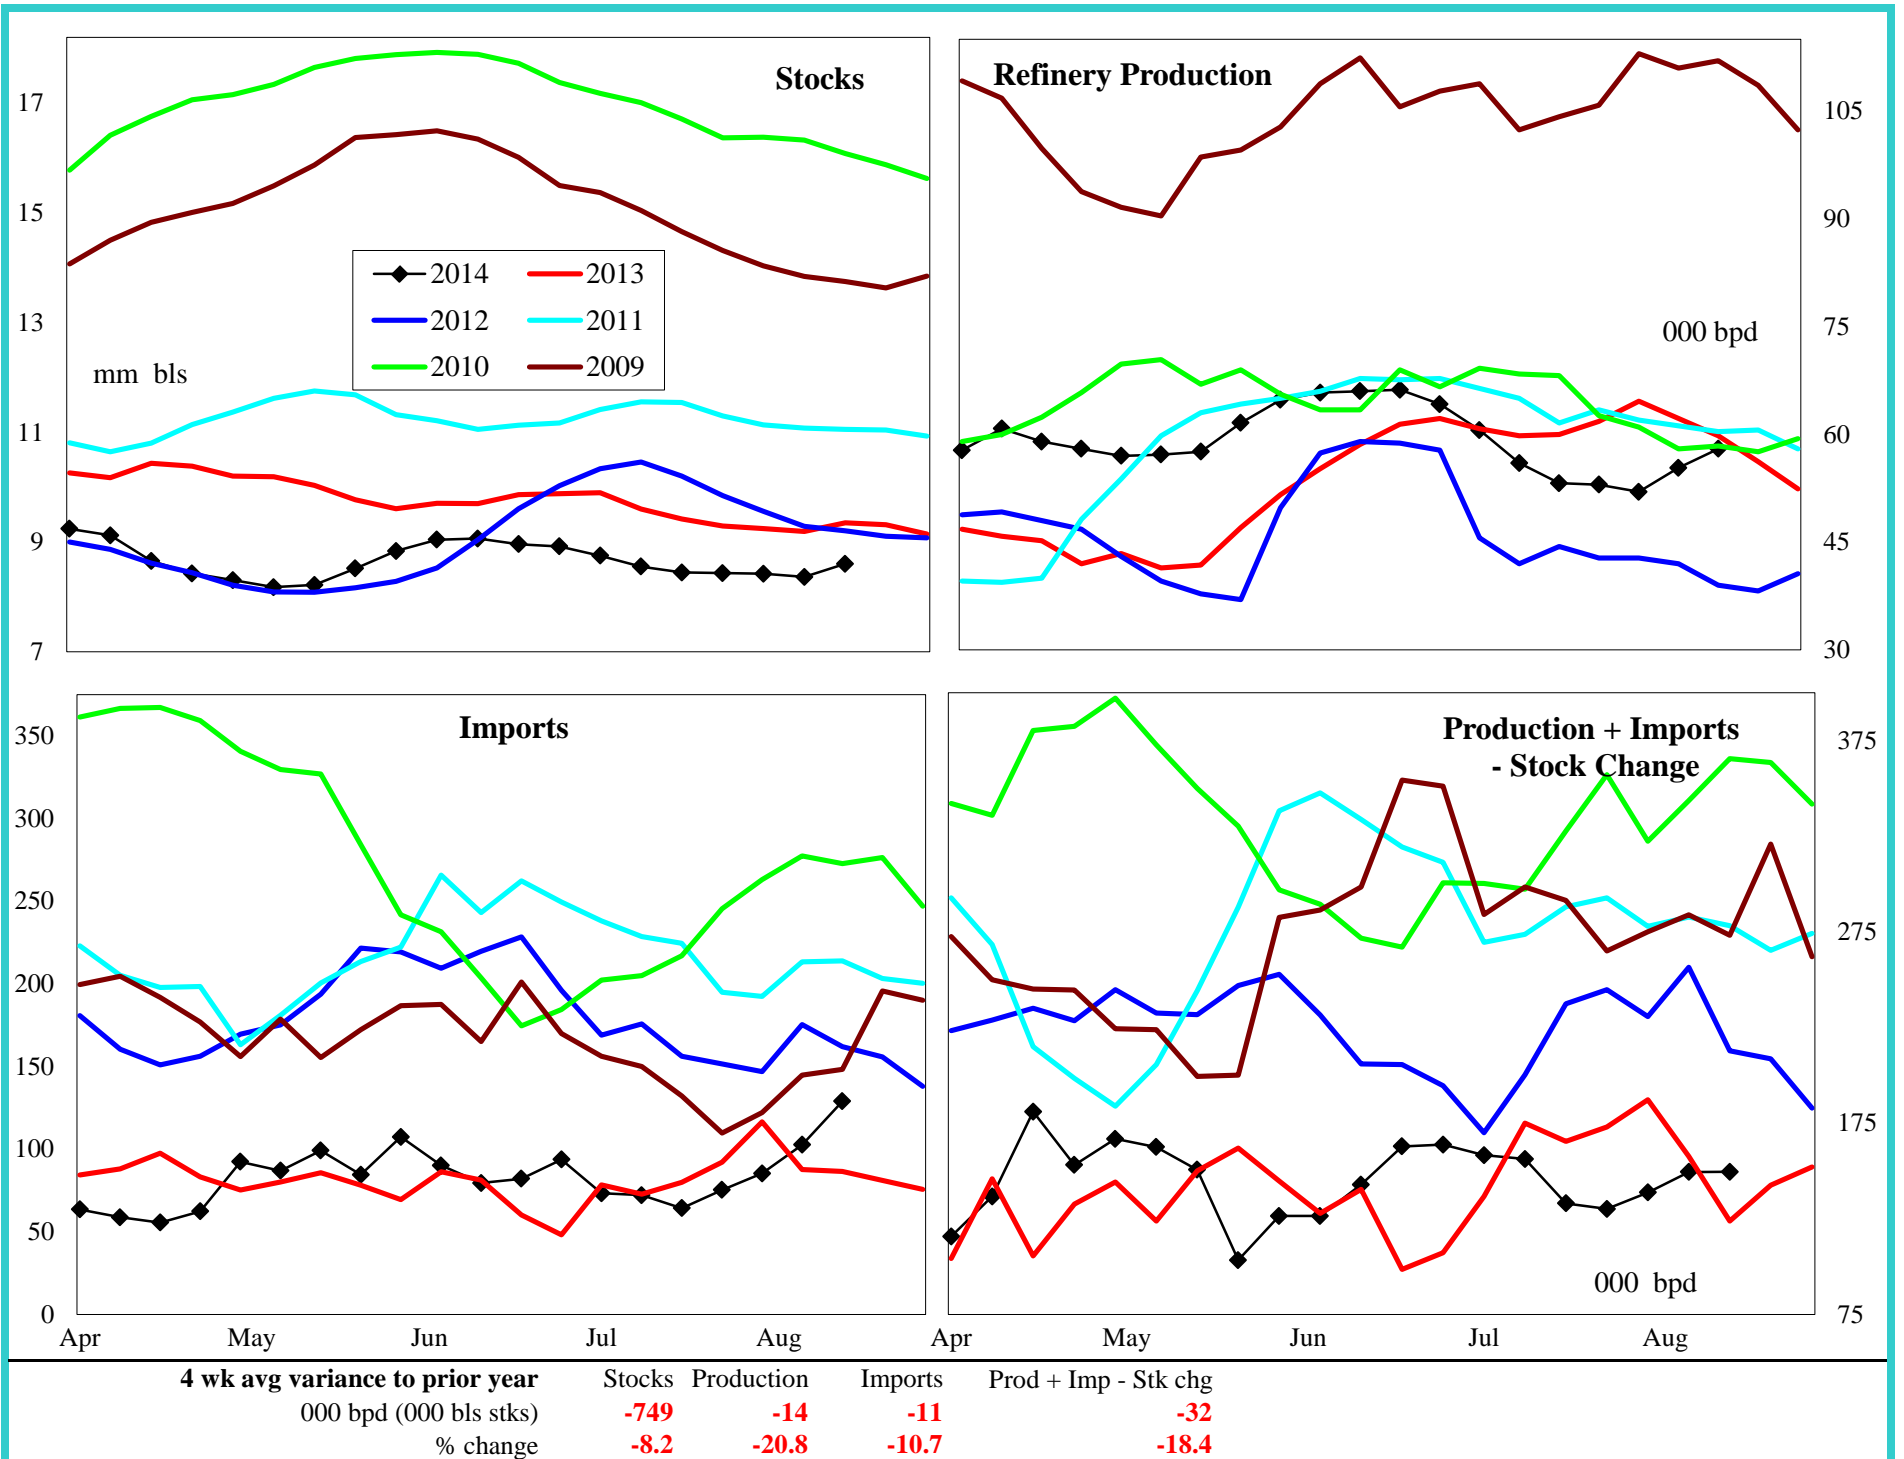 Stocks
17
15
13
11
9
7
mm bls
2014 2013
2012 2011
2010 2009
Refinery Production
000 bpd
105
90
75
60
45
30
Imports
350
300
250
200
150
100
50
0
Apr May Jun Jul Aug
Production + Imports
- Stock Change
375
275
175
75
000 bpd
Apr May Jun Jul Aug
4 wk avg variance to prior year Stocks Production Imports Prod + Imp - Stk chg
000 bpd (000 bls stks) -749 -14 -11 -32
% change -8.2 -20.8 -10.7 -18.4